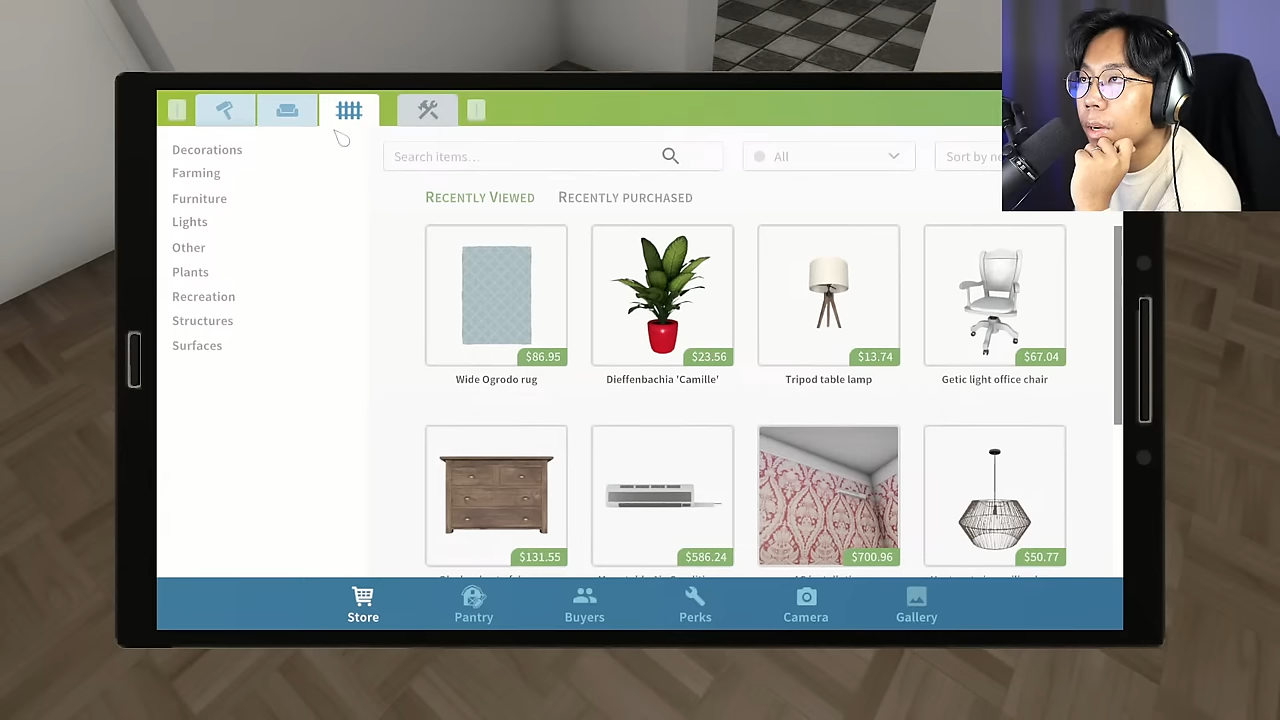 Decorations
Farming
Furniture
Lights
Other
Plants
Recreation
Structures
Surfaces
Search items...
All
Sort by
RECENTLY VIEWED RECENTLY PURCHASED
$86.95 $23.56 $13.74 $67.04
Wide Ogrodo rug Dieffenbachia 'Camille' Tripod table lamp Getic light office chair
$131.55 $586.24 $700.96 $50.77
Store Pantry Buyers Perks Camera Gallery